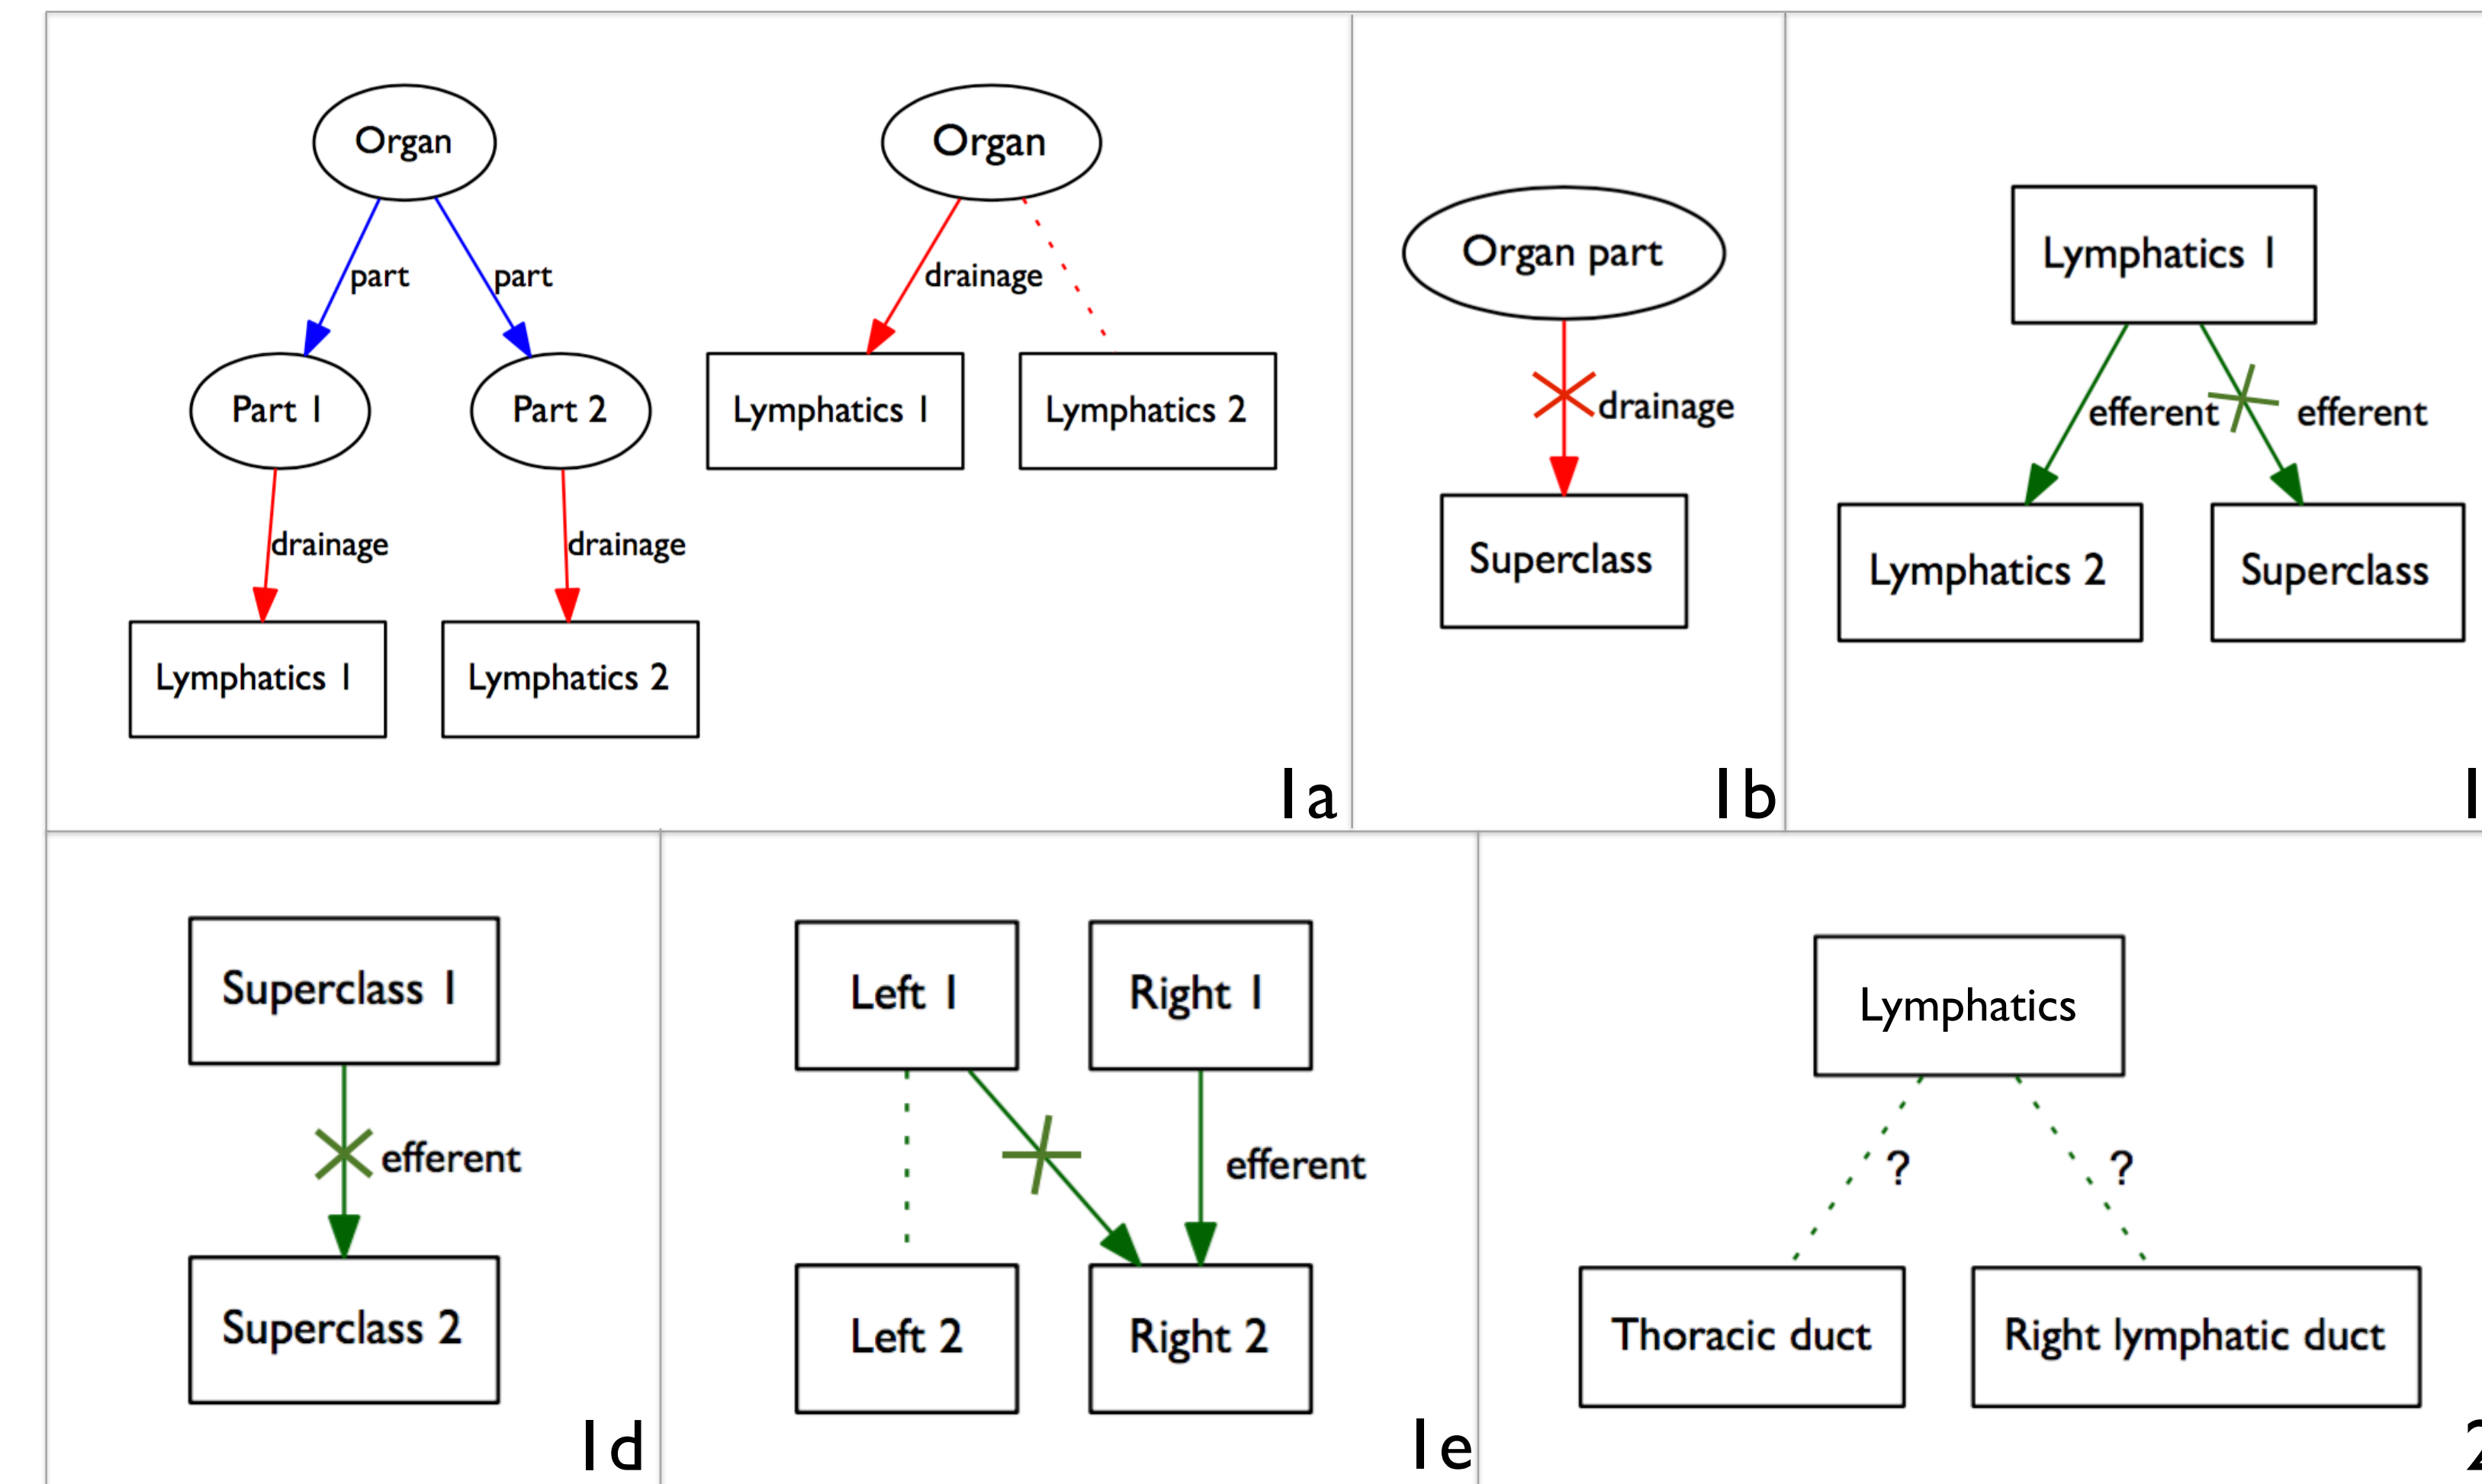 Organ
Organ
part
part
drainage
Part 1
Part 2
Lymphatics 1
Lymphatics 2
drainage
drainage
Lymphatics 1
Lymphatics 2
1a
Organ part
drainage
Superclass
1b
Lymphatics 1
efferent
efferent
Lymphatics 2
Superclass
1
Superclass 1
efferent
Superclass 2
1d
Left 1
Right 1
efferent
Left 2
Right 2
1e
Lymphatics
?
?
Thoracic duct
Right lymphatic duct
2